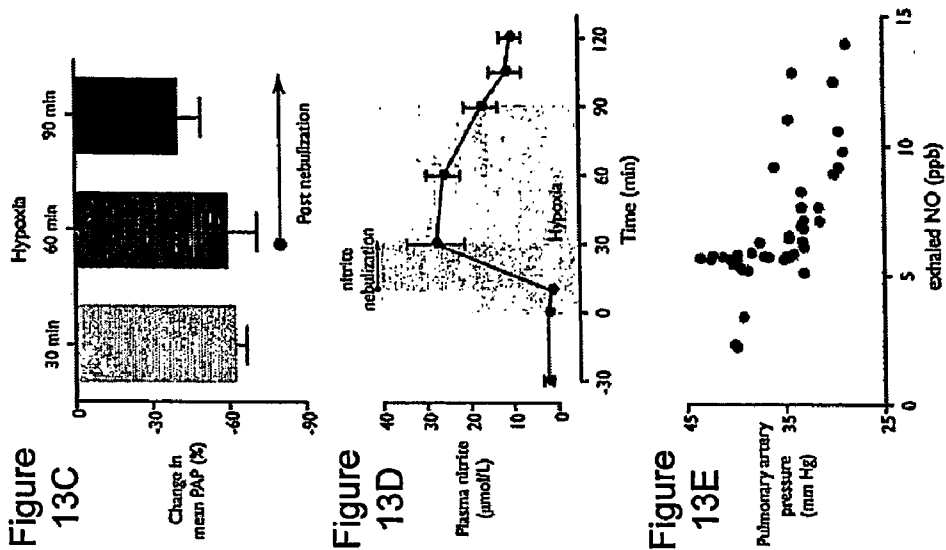 Figure
13C
Hypoxia
30 min
60 min
90 min
0
-30
-60
-90
Change in
mean PAP (%)
Post nebulization
Figure
13D
nitrite
nebulization
40
30
20
10
0
Plasma nitrite
(µmol/L)
Hypoxia
-30
0
30
60
90
120
Time (min)
Figure
13E
45
35
25
Pulmonary artery
pressure
(mm Hg)
0
5
10
15
exhaled NO (ppb)